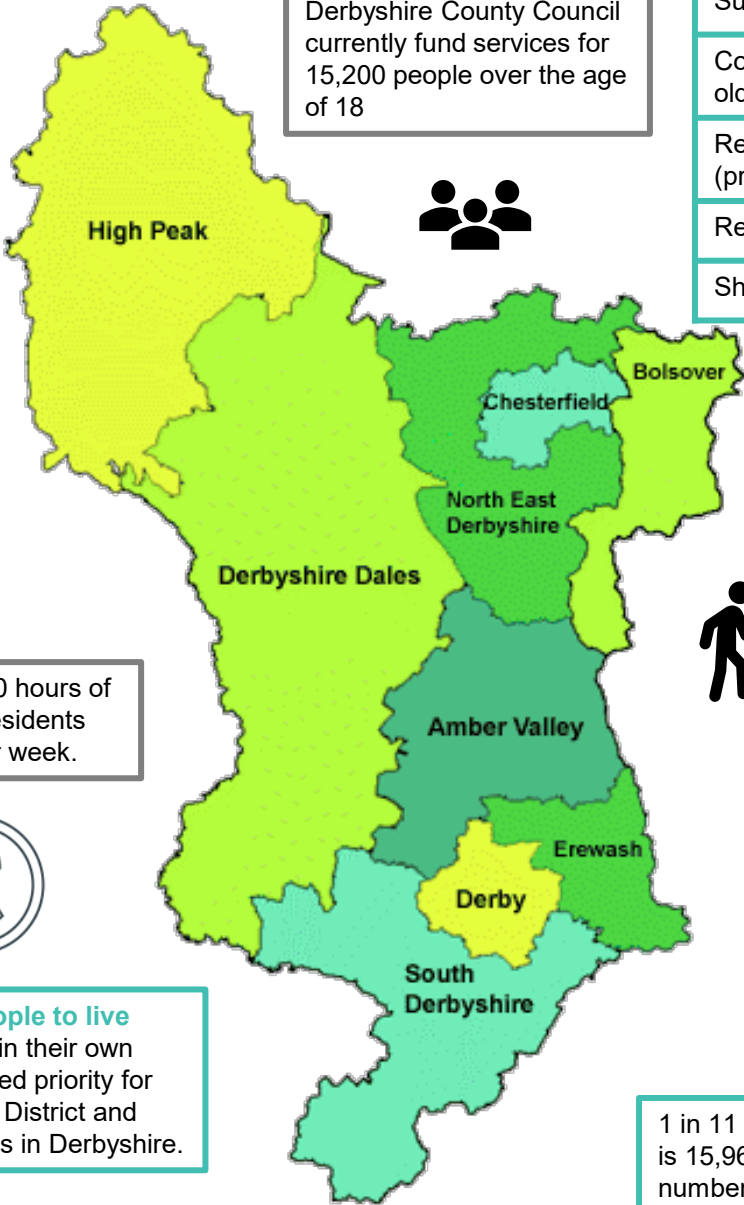 Derbyshire County Council
currently fund services for
15,200 people over the age
of 18
Co
old
Re
(pr
Re
Sh
High Peak
Bolsover
Chesterfield
North East
Derbyshire
Derbyshire Dales
0 hours of
esidents
week.
Amber Valley
Erewash
Derby
South
Derbyshire
ople to live
in their own
ed priority for
District and
s in Derbyshire.
1 in 11
is 15,96
number